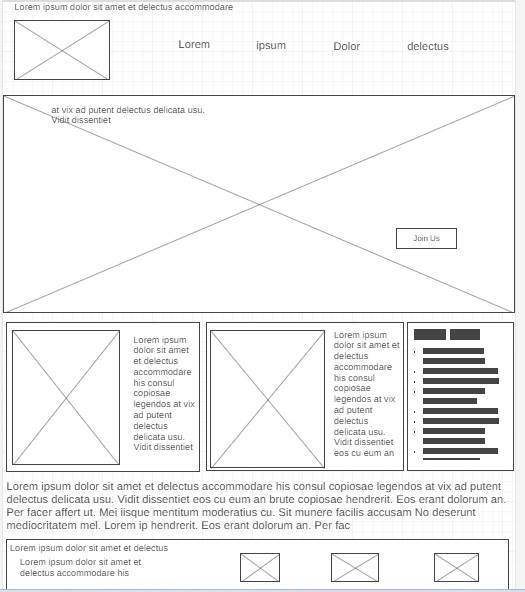 Lorem ipsum dolor sit amet et delectus accommodare
Lorem ipsum Dolor delectus
at vix ad putent delectus delicata usu.
Vidit dissentiet
Join Us
Lorem ipsum
dolor sit amet
et delectus
accommodare
his consul
copiosae
legendos at vix
ad putent
delectus
delicata usu.
Vidit dissentiet
Lorem ipsum
dolor sit amet et
delectus
accommodare
his consul
copiosae
legendos at vix
ad putent
delectus
delicata usu.
Vidit dissentiet
eos cu eum an
Lorem ipsum dolor sit amet et delectus accommodare his consul copiosae legendos at vix ad putent
delectus delicata usu. Vidit dissentiet eos cu eum an brute copiosae hendrerit. Eos erant dolorum an.
Per facer affert ut. Mei iisque mentitum moderatius cu. Sit munere facilis accusam No deserunt
mediocritatem mel. Lorem ip hendrerit. Eos erant dolorum an. Per fac
Lorem ipsum dolor sit amet et delectus
Lorem ipsum dolor sit amet et
delectus accommodare his